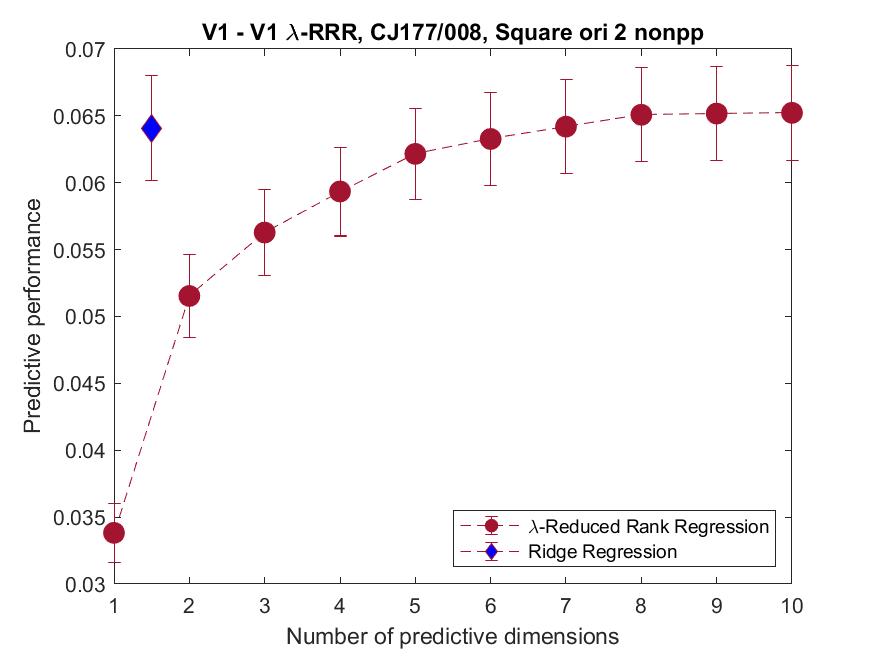 V1 - V1 λ-RRR, CJ177/008, Square ori 2 nonpp
0.07
0.065
0.06
0.055
0.05
0.045
0.04
0.035
0.03
Predictive performance
1 2 3 4 5 6 7 8 9 10
Number of predictive dimensions
λ-Reduced Rank Regression
Ridge Regression